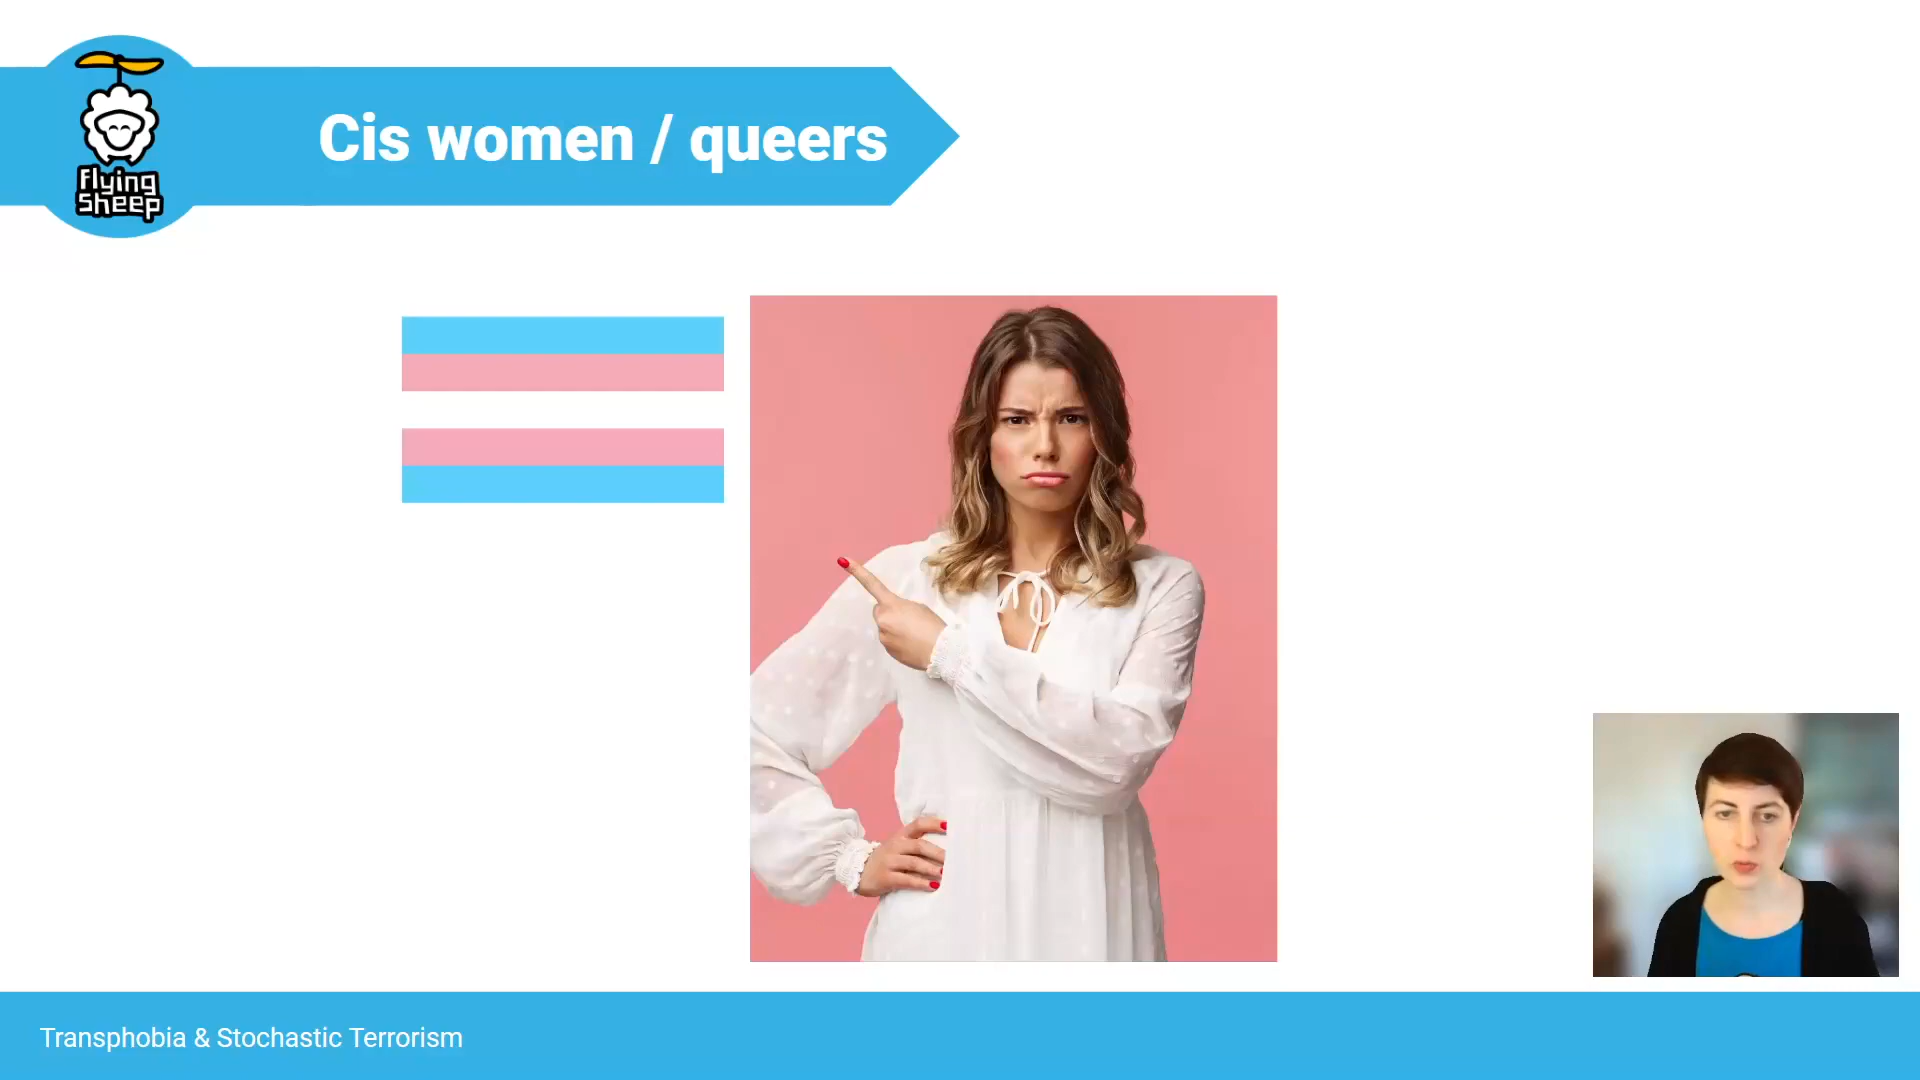 Flying
Sheep
Cis women / queers
Transphobia & Stochastic Terrorism